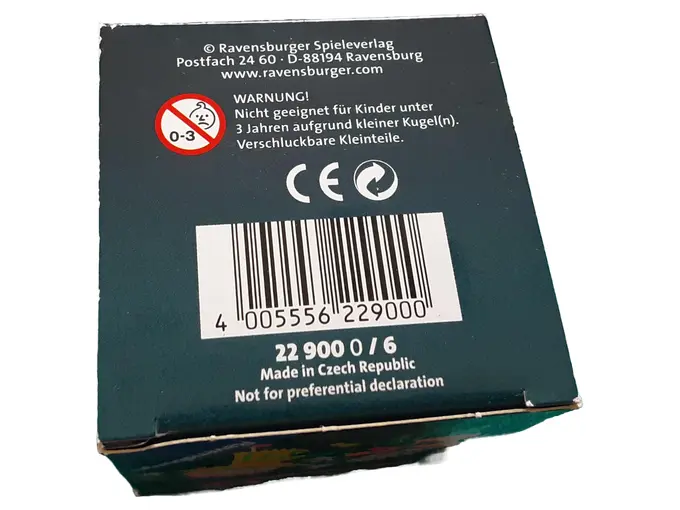 © Ravensburger Spieleverlag
Postfach 24 60 · D-88194 Ravensburg
www.ravensburger.com
WARNUNG!
Nicht geeignet für Kinder unter
3 Jahren aufgrund kleiner Kugel(n).
Verschluckbare Kleinteile.
0-3
CE
4 005556 229000
22 900 0 / 6
Made in Czech Republic
Not for preferential declaration